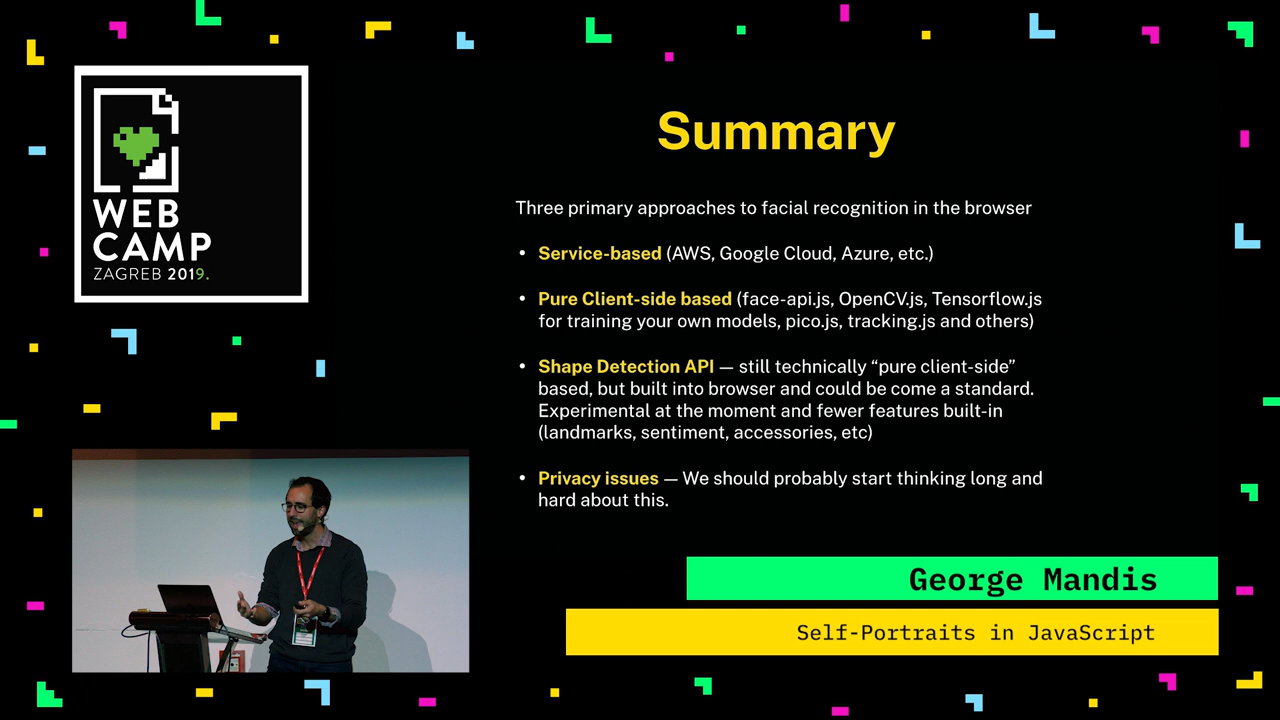 WEB
CAMP
ZAGREB 2019.
Summary
Three primary approaches to facial recognition in the browser
• Service-based (AWS, Google Cloud, Azure, etc.)
• Pure Client-side based (face-api.js, OpenCV.js, Tensorflow.js
for training your own models, pico.js, tracking.js and others)
• Shape Detection API — still technically “pure client-side”
based, but built into browser and could be come a standard.
Experimental at the moment and fewer features built-in
(landmarks, sentiment, accessories, etc)
• Privacy issues — We should probably start thinking long and
hard about this.
George Mandis
Self-Portraits in JavaScript